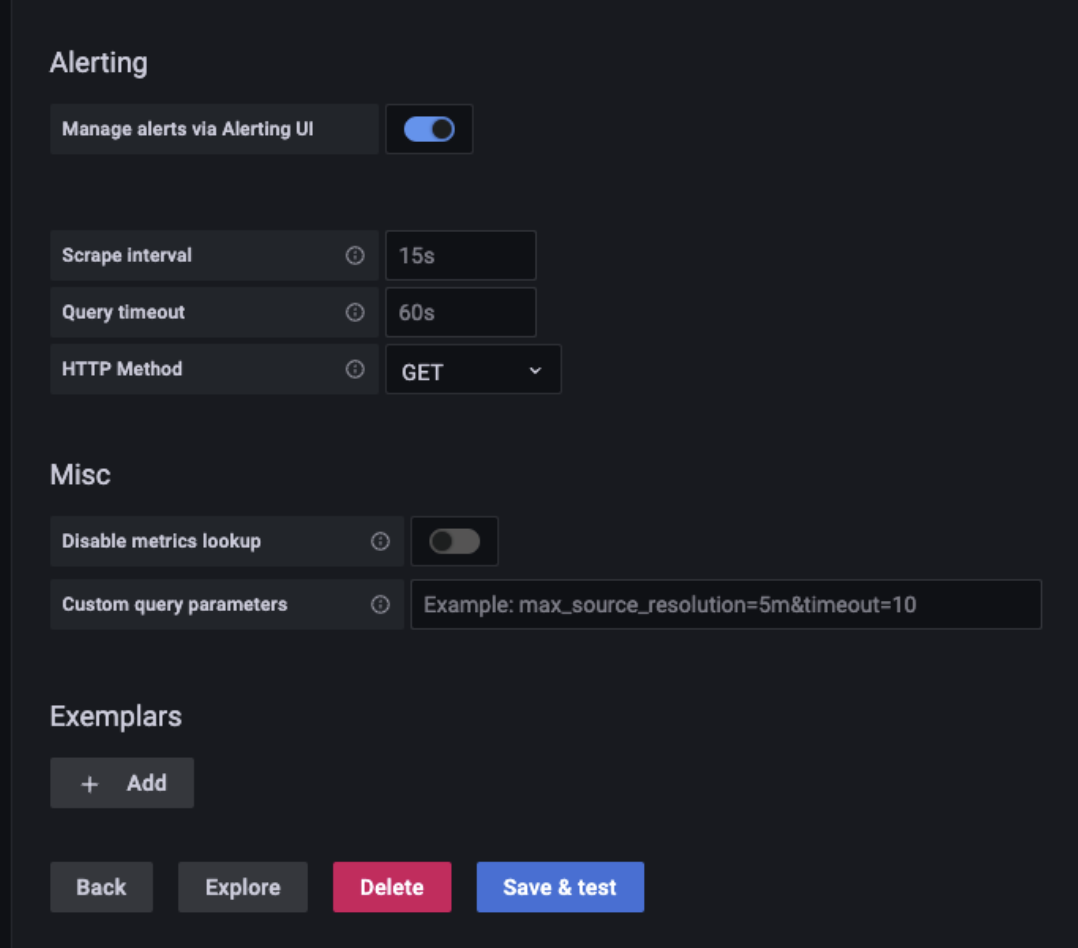 Alerting
Manage alerts via Alerting UI
Scrape interval 15s
Query timeout 60s
HTTP Method GET
Misc
Disable metrics lookup
Custom query parameters Example: max_source_resolution=5m&timeout=10
Exemplars
+ Add
Back Explore Delete Save & test